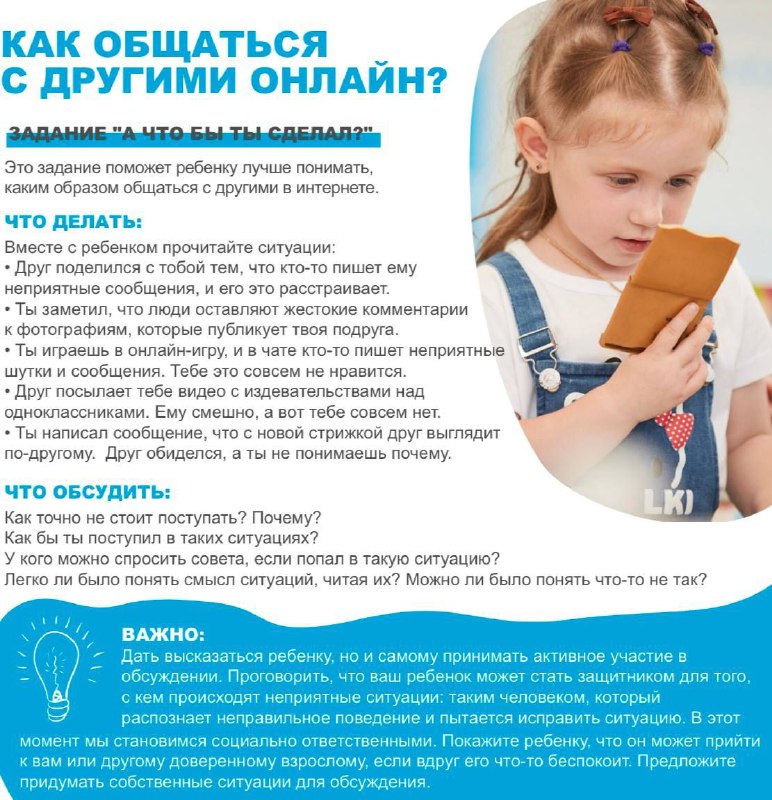 КАК ОБЩАТЬСЯ
С ДРУГИМИ ОНЛАЙН?
ЗАДАНИЕ "А ЧТО БЫ ТЫ СДЕЛАЛ?"
Это задание поможет ребенку лучше понимать,
каким образом общаться с другими в интернете.
ЧТО ДЕЛАТЬ:
Вместе с ребенком прочитайте ситуации:
• Друг поделился с тобой тем, что кто-то пишет ему
неприятные сообщения, и его это расстраивает.
• Ты заметил, что люди оставляют жестокие комментарии
к фотографиям, которые публикует твоя подруга.
• Ты играешь в онлайн-игру, и в чате кто-то пишет неприятные
шутки и сообщения. Тебе это совсем не нравится.
• Друг посылает тебе видео с издевательствами над
одноклассниками. Ему смешно, а вот тебе совсем нет.
• Ты написал сообщение, что с новой стрижкой друг выглядит
по-другому. Друг обиделся, а ты не понимаешь почему.
ЧТО ОБСУДИТЬ:
Как точно не стоит поступать? Почему?
Как бы ты поступил в таких ситуациях?
У кого можно спросить совета, если попал в такую ситуацию?
Легко ли было понять смысл ситуаций, читая их? Можно ли было понять что-то не так?
ВАЖНО:
Дать высказаться ребенку, но и самому принимать активное участие в
обсуждении. Проговорить, что ваш ребенок может стать защитником для того,
с кем происходят неприятные ситуации: таким человеком, который
распознает неправильное поведение и пытается исправить ситуацию. В этот
момент мы становимся социально ответственными. Покажите ребенку, что он может прийти
к вам или другому доверенному взрослому, если вдруг его что-то беспокоит. Предложите
придумать собственные ситуации для обсуждения.